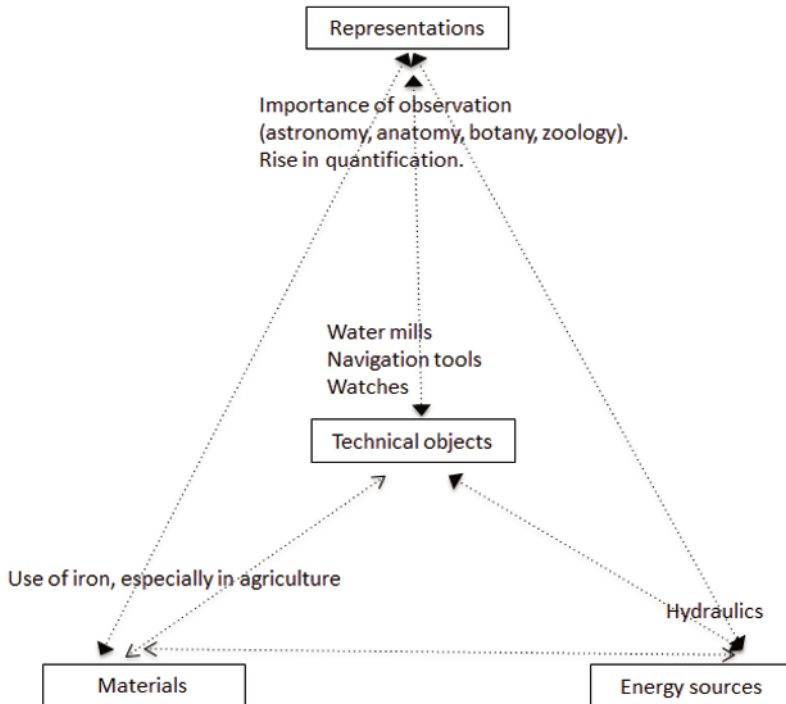 Representations
Importance of observation
(astronomy, anatomy, botany, zoology).
Rise in quantification.
Water mills
Navigation tools
Watches
Technical objects
Use of iron, especially in agriculture
Hydraulics
Materials
Energy sources